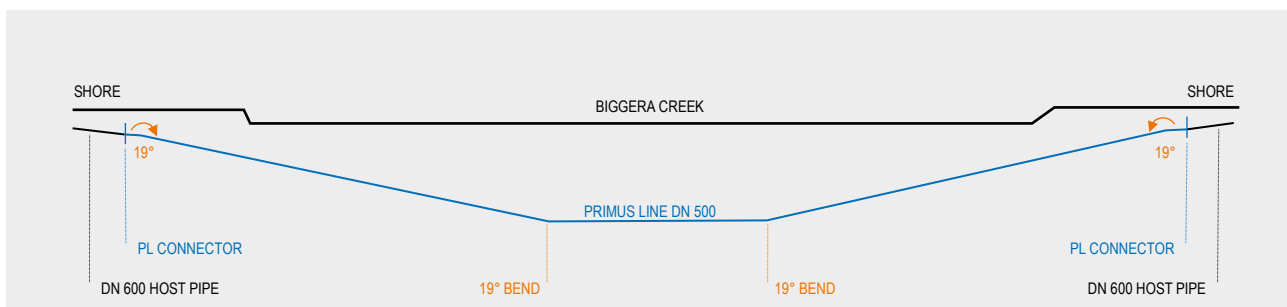 SHORE
SHORE
BIGGERA CREEK
19°
19°
PRIMUS LINE DN 500
PL CONNECTOR
PL CONNECTOR
DN 600 HOST PIPE
19° BEND
19° BEND
DN 600 HOST PIPE